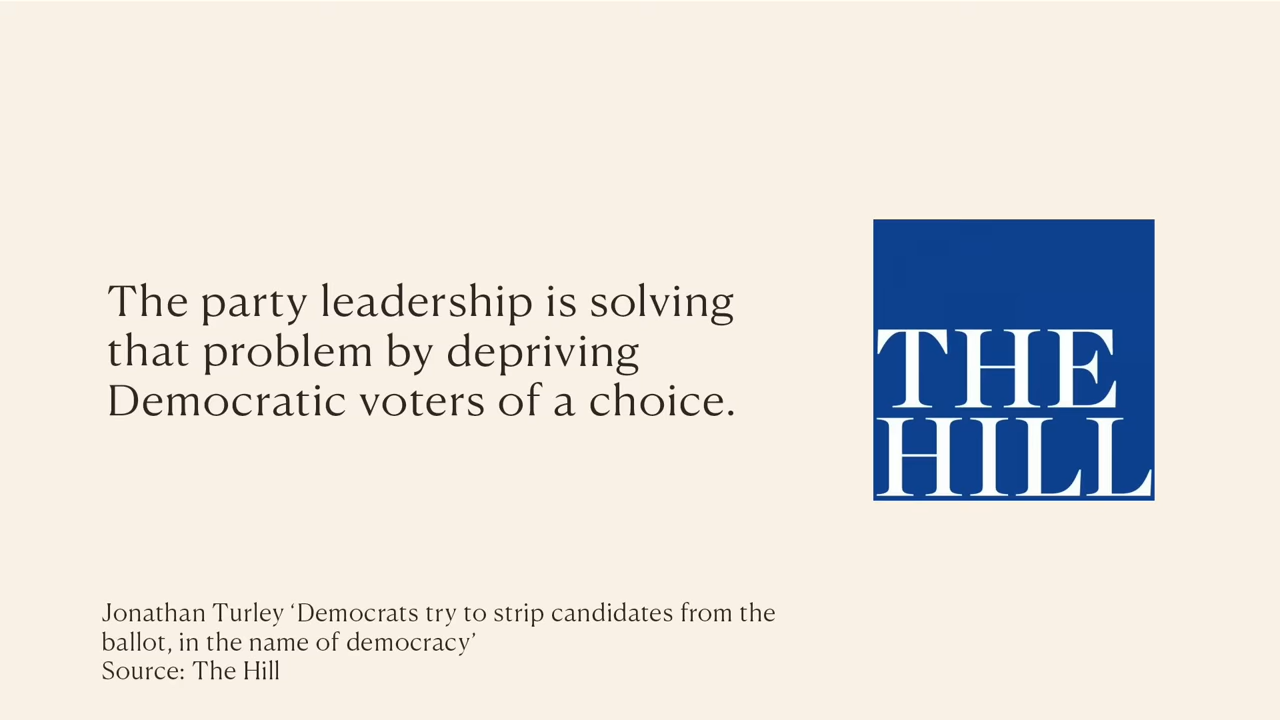 The party leadership is solving
that problem by depriving
Democratic voters of a choice.
THE
HILL
Jonathan Turley ‘Democrats try to strip candidates from the
ballot, in the name of democracy’
Source: The Hill